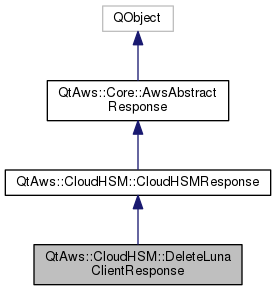 QObject
QtAws::Core::AwsAbstract
Response
QtAws::CloudHSM::CloudHSMResponse
QtAws::CloudHSM::DeleteLuna
ClientResponse